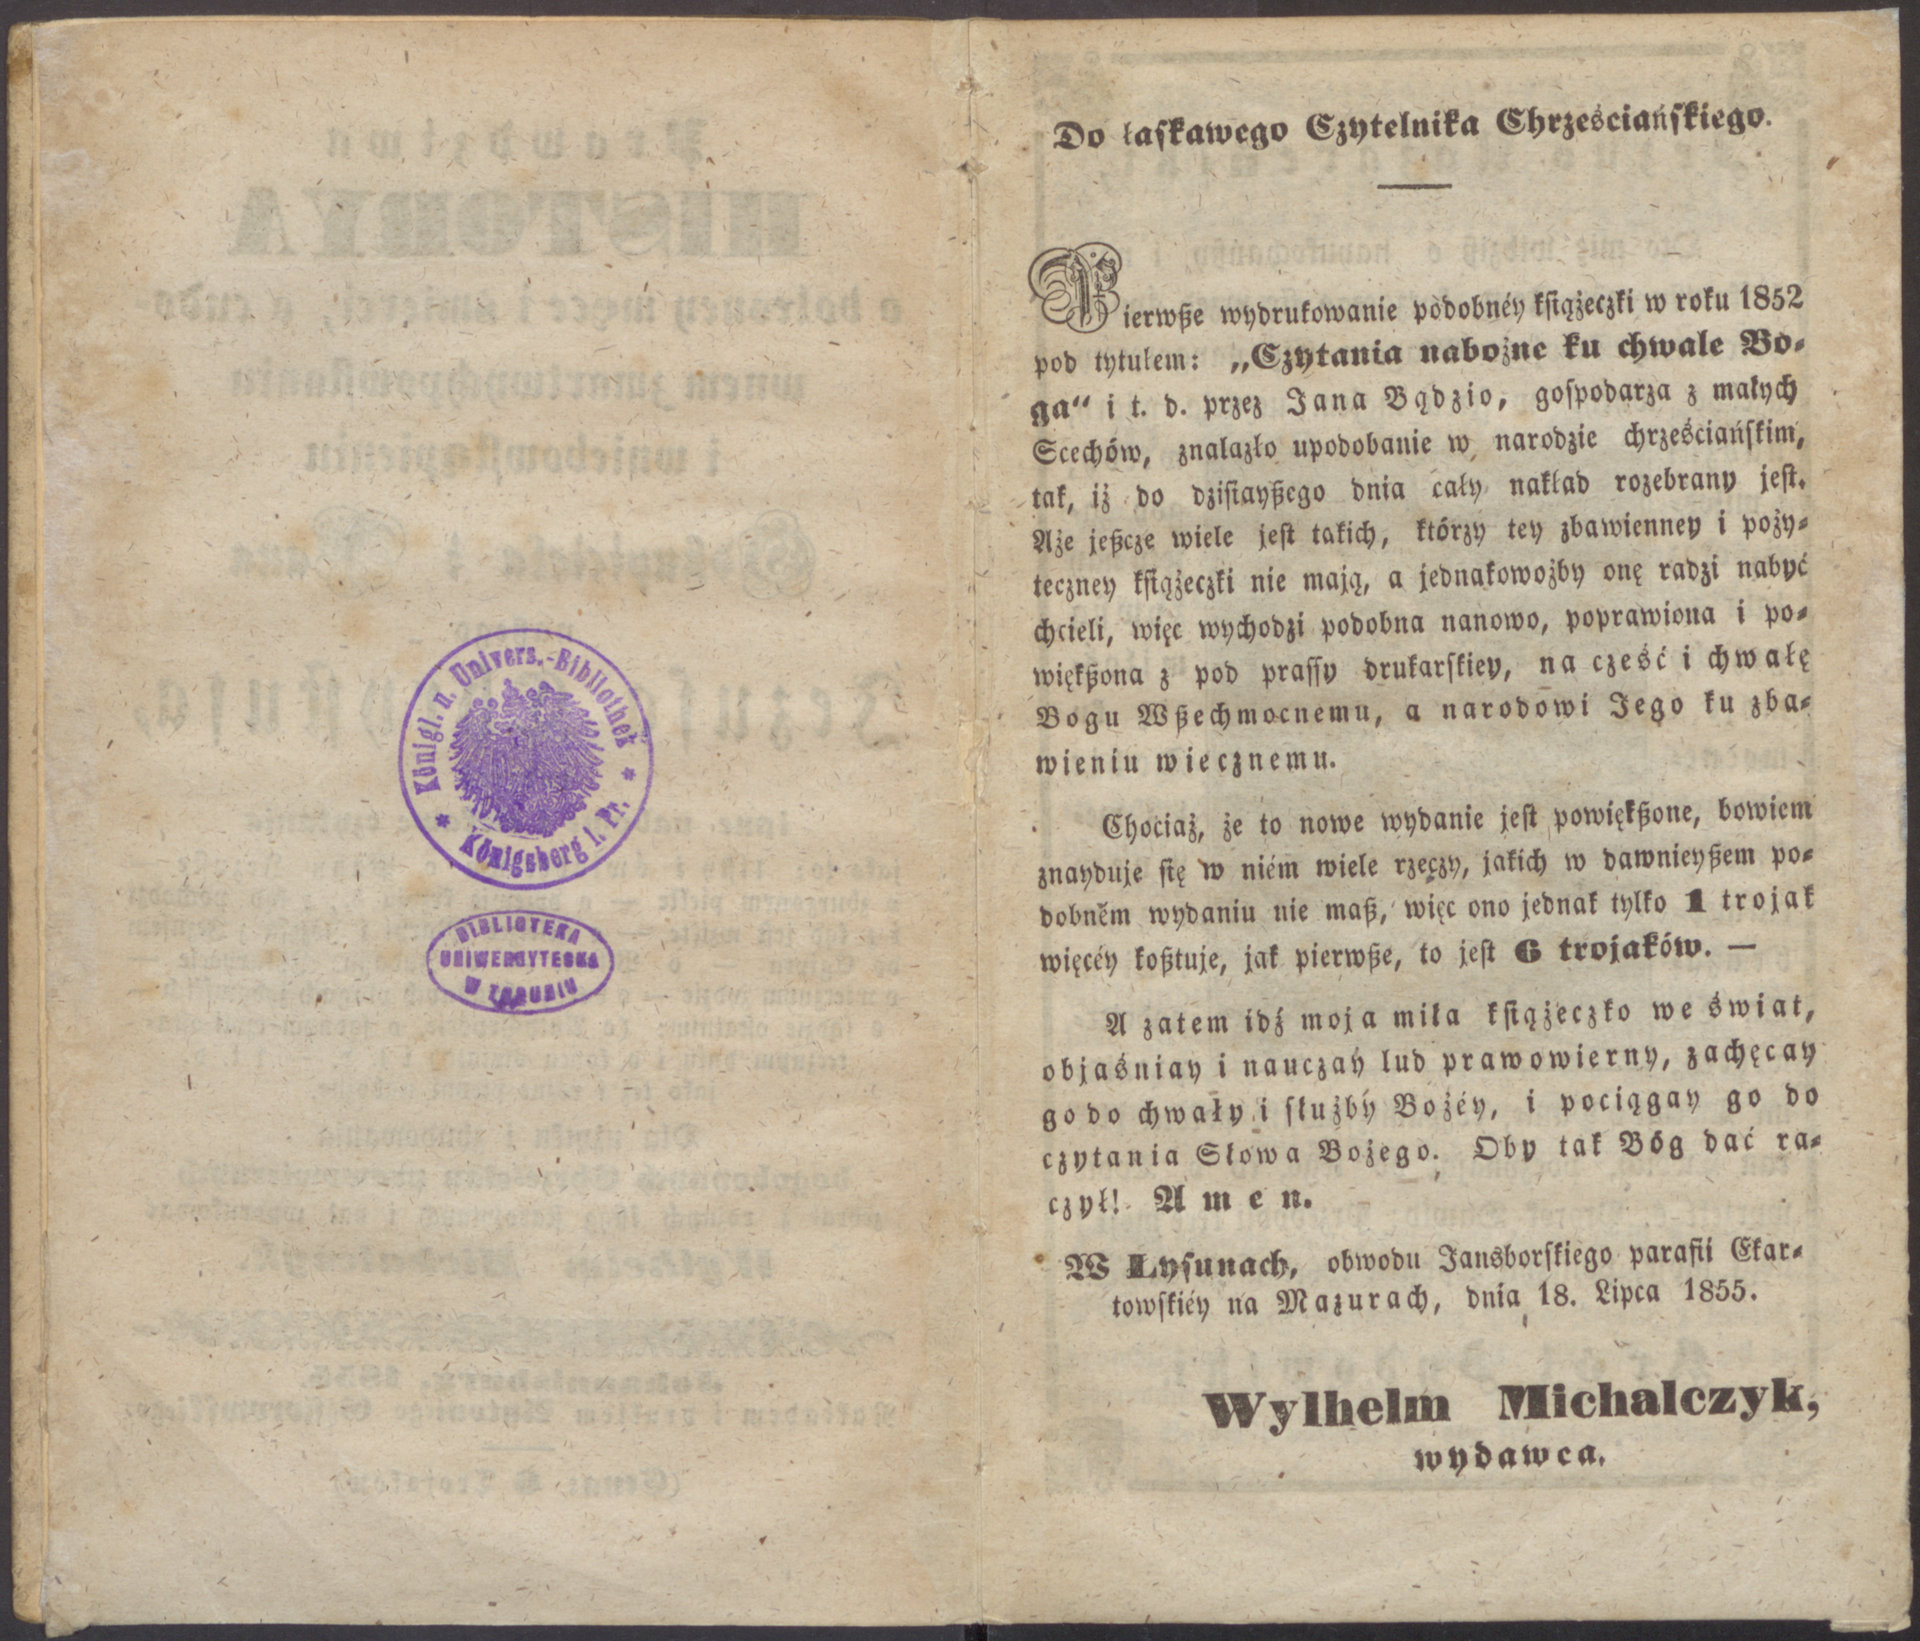 Königl. u. Univers.-Bibliothek
* Königsberg i. Pr. *
BIBLIOTEKA
UNIWERSYTECKA
W TORUNIU
Do łaskawego Czytelnika Chrześciańskiego.
Pierwsze wydrukowanie podobnéy książeczki w roku 1852
pod tytułem: „Czytania nabożne ku chwale Bo-
ga“ i t. d. przez Jana Bądzio, gospodarza z małych
Scechów, znalazło upodobanie w narodzie chrześciańskim,
tak, iż do dzisiayszego dnia cały nakład rozebrany jest.
Aże jeszcze wiele jest takich, którzy tey zbawienney i poży-
teczney książeczki nie mają, a jednakowożby onę radzi nabyć
chcieli, więc wychodzi podobna nanowo, poprawiona i po-
większona z pod prassy drukarskiey, na cześć i chwałę
Bogu Wszechmocnemu, a narodowi Jego ku zba-
wieniu wiecznemu.
Chociaż, że to nowe wydanie jest powiększone, bowiem
znayduje się w niém wiele rzęczy, jakich w dawnieyszem po-
dobném wydaniu nie masz, więc ono jednak tylko 1 trojak
więcéy kosztuje, jak pierwsze, to jest 6 trojaków. —
A zatem idź moja miła książeczko we świat,
objaśniay i nauczaý lud prawowierny, zachęcay
go do chwały i służbý Bożéy, i pociągay go do
czytania Słowa Bożego. Oby tak Bóg dać ra-
czył! Amen.
W Lysunach, obwodu Jansborskiego parafii Ekar-
towskiéy na Mazurach, dnia 18. Lipca 1855.
Wylhelm Michalczyk,
wydawca.